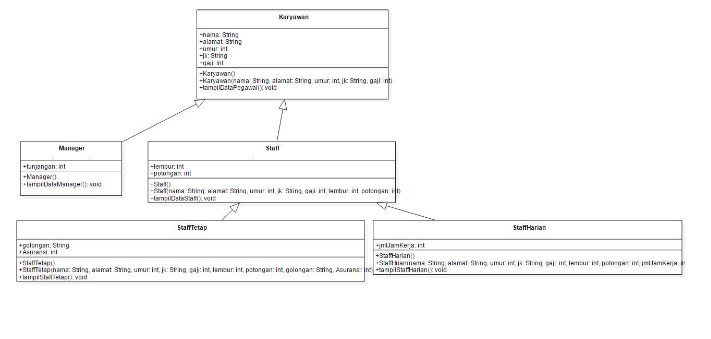 Karyawan
+nama: String
+alamat: String
+umur: int
+jk: String
+gaji: int
+Karyawan()
+Karyawan(nama: String, alamat: String, umur: int, jk: String, gaji: int)
+tampilDataPegawai(): void
Manager
+tunjangan: int
+Manager()
+tampilDataManager(): void
Staff
+lembur: int
+potongan: int
+Staff()
+Staff(nama: String, alamat: String, umur: int, jk: String, gaji: int, lembur: int, potongan: int)
+tampilDataStaff(): void
StaffTetap
+golongan: String
+Asuransi: int
+StaffTetap()
+StaffTetap(nama: String, alamat: String, umur: int, jk: String, gaji: int, lembur: int, potongan: int, golongan: String, Asuransi: int)
+tampilStaffTetap(): void
StaffHarian
+jmlJamKerja: int
+StaffHarian()
+StaffHrian(nama: String, alamat: String, umur: int, jk: String, gaji: int, lembur: int, potongan: int, jmlJamKerja: in
+tampilStaffHarian(): void